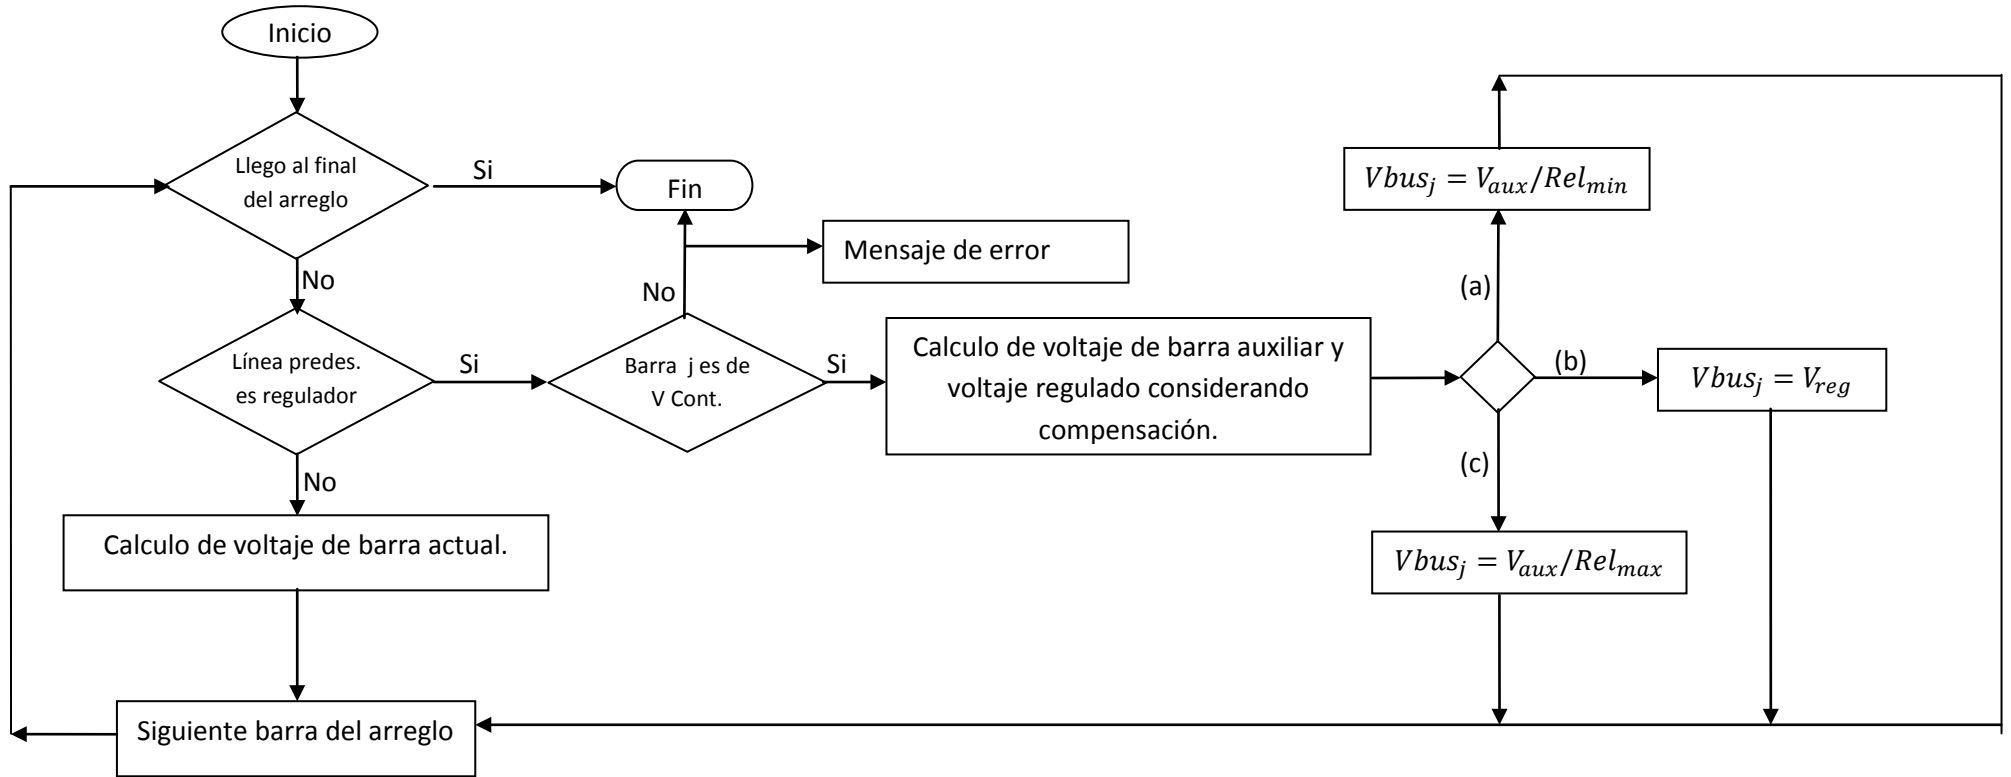 Inicio
Llego al final
del arreglo
Si
Fin
No
Mensaje de error
Línea predes.
es regulador
Si
Barra j es de
V Cont.
No
Si
Calculo de voltaje de barra auxiliar y
voltaje regulado considerando
compensación.
(a)
Vbus_j = V_aux/Rel_min
(b)
Vbus_j = V_reg
(c)
Vbus_j = V_aux/Rel_max
No
Calculo de voltaje de barra actual.
Siguiente barra del arreglo